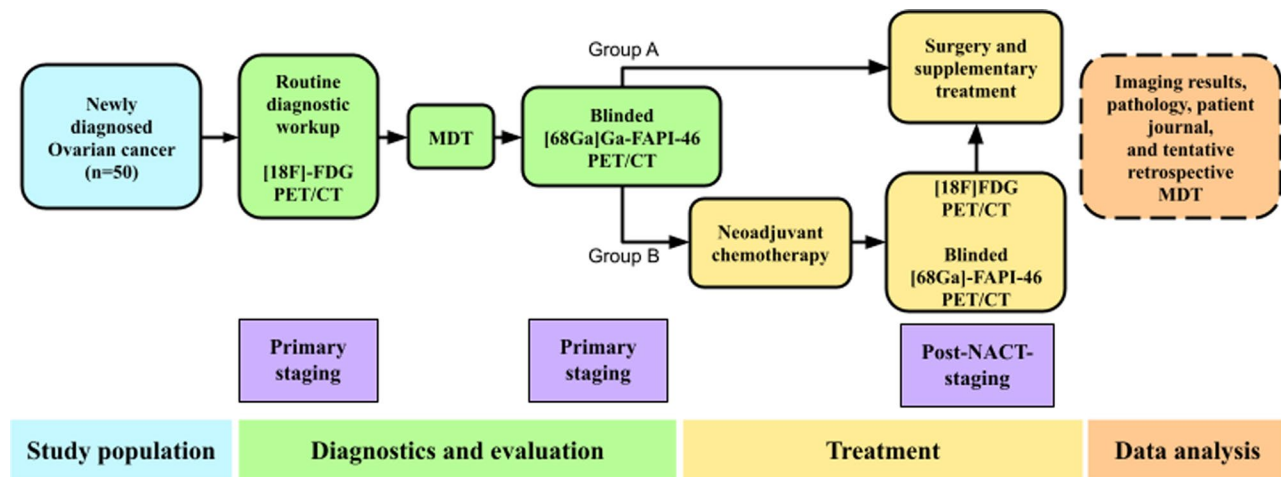 Newly
diagnosed
Ovarian cancer
(n=50)
Routine
diagnostic
workup
[18F]-FDG
PET/CT
MDT
Blinded
[68Ga]Ga-FAPI-46
PET/CT
Group A
Group B
Surgery and
supplementary
treatment
Neoadjuvant
chemotherapy
[18F]FDG
PET/CT
Blinded
[68Ga]-FAPI-46
PET/CT
Imaging results,
pathology, patient
journal,
and tentative
retrospective
MDT
Primary
staging
Primary
staging
Post-NACT-
staging
Study population
Diagnostics and evaluation
Treatment
Data analysis